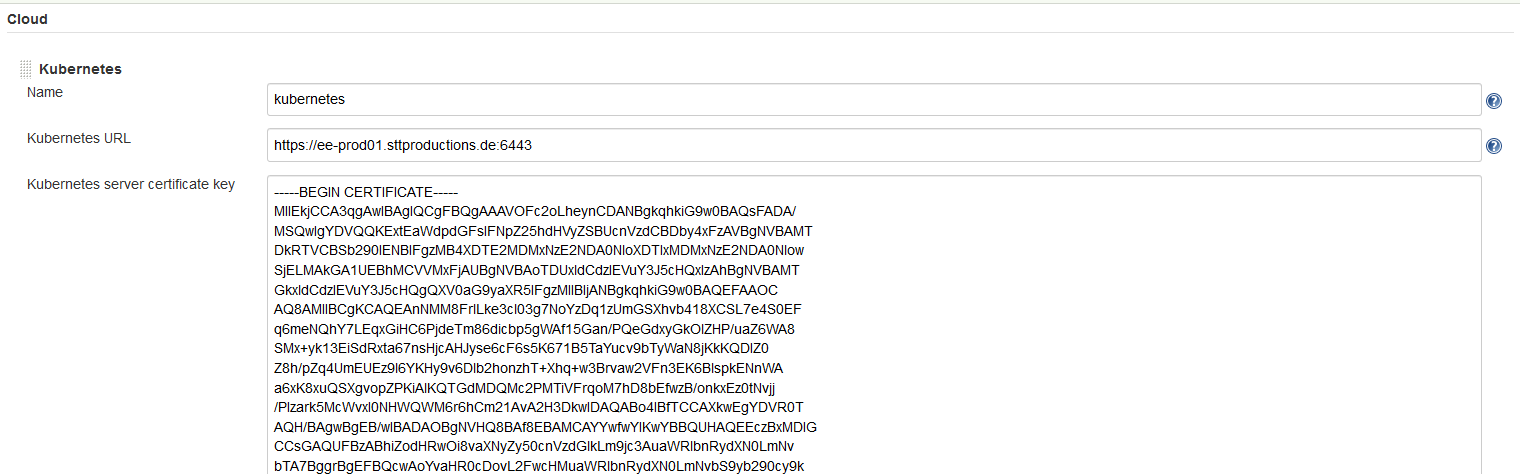 Cloud
Kubernetes
Name
kubernetes
Kubernetes URL
https://ee-prod01.sttproductions.de:6443
Kubernetes server certificate key
-----BEGIN CERTIFICATE-----
MIIEkjCCA3qgAwIBAgIQCgFBQgAAAVOFc2oLheynCDANBgkqhkiG9w0BAQsFADA/
MSQwIgYDVQQKExtEaWdpdGFsIFNpZ25hdHVyZSBUcnVzdCBDby4xFzAVBgNVBAMT
DkRTVCBSb290IENBIFgzMB4XDTE2MDMxNzE2NDA0NloXDTIxMDMxNzE2NDA0Nlow
SjELMAkGA1UEBhMCVVMxFjAUBgNVBAoTDUxldCdzIEVuY3J5cHQxIzAhBgNVBAMT
GkxldCdzIEVuY3J5cHQgQXV0aG9yaXR5IFgzMIIBIjANBgkqhkiG9w0BAQEFAAOC
AQ8AMIIBCgKCAQEAnNMM8FrlLke3cl03g7NoYzDq1zUmGSXhvb418XCSL7e4S0EF
q6meNQhY7LEqxGiHC6PjdeTm86dicbp5gWAf15Gan/PQeGdxyGkOlZHP/uaZ6WA8
SMx+yk13EiSdRxta67nsHjcAHJyse6cF6s5K671B5TaYucv9bTyWaN8jKkKQDIZ0
Z8h/pZq4UmEUEz9l6YKHy9v6Dlb2honzhT+Xhq+w3Brvaw2VFn3EK6BlspkENnWA
a6xK8xuQSXgvopZPKiAlKQTGdMDQMc2PMTiVFrqoM7hD8bEfwzB/onkxEz0tNvjj
/PIzark5McWvxI0NHWQWM6r6hCm21AvA2H3DkwIDAQABo4IBfTCCAXkwEgYDVR0T
AQH/BAgwBgEB/wIBADAOBgNVHQ8BAf8EBAMCAYYwfwYIKwYBBQUHAQEEczBxMDIG
CCsGAQUFBzABhiZodHRwOi8vaXNyZy50cnVzdGlkLm9jc3AuaWRlbnRydXN0LmNv
bTA7BggrBgEFBQcwAoYvaHR0cDovL2FwcHMuaWRlbnRydXN0LmNvbS9yb290cy9k